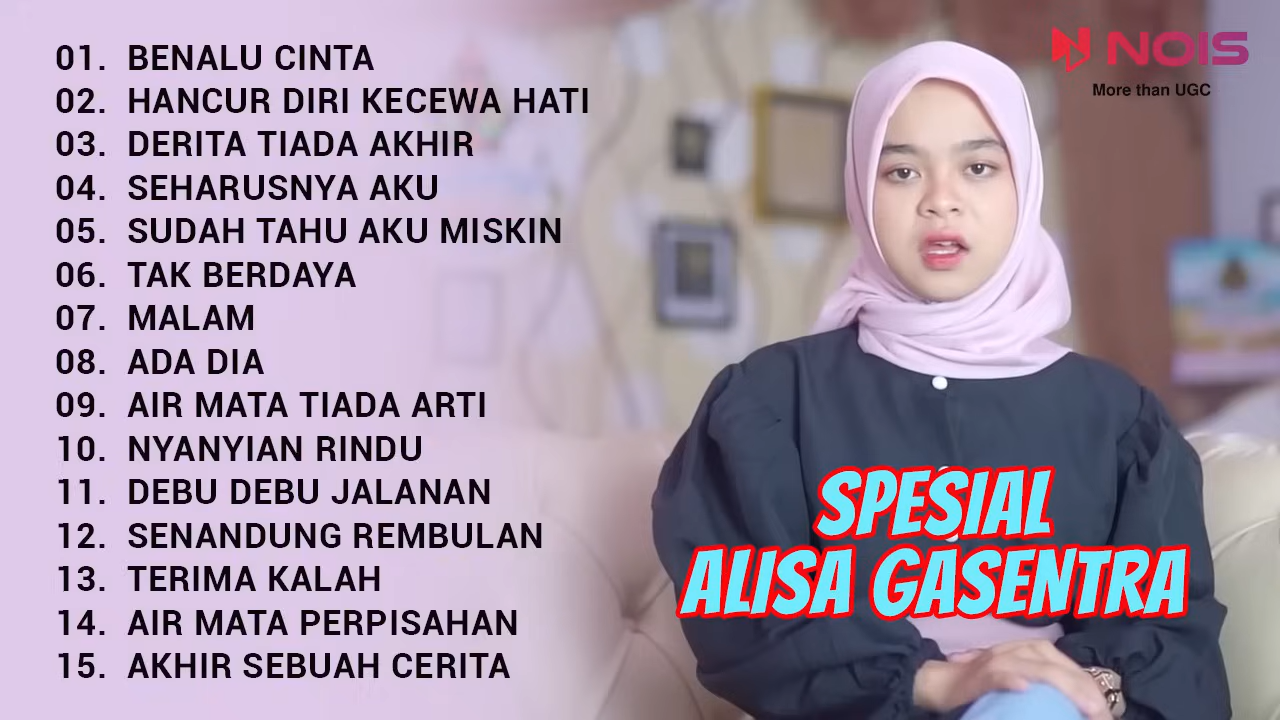 01. BENALU CINTA
02. HANCUR DIRI KECEWA HATI
03. DERITA TIADA AKHIR
04. SEHARUSNYA AKU
05. SUDAH TAHU AKU MISKIN
06. TAK BERDAYA
07. MALAM
08. ADA DIA
09. AIR MATA TIADA ARTI
10. NYANYIAN RINDU
11. DEBU DEBU JALANAN
12. SENANDUNG REMBULAN
13. TERIMA KALAH
14. AIR MATA PERPISAHAN
15. AKHIR SEBUAH CERITA
NOIS
More than UGC
SPESIAL
ALISA GASENTRA